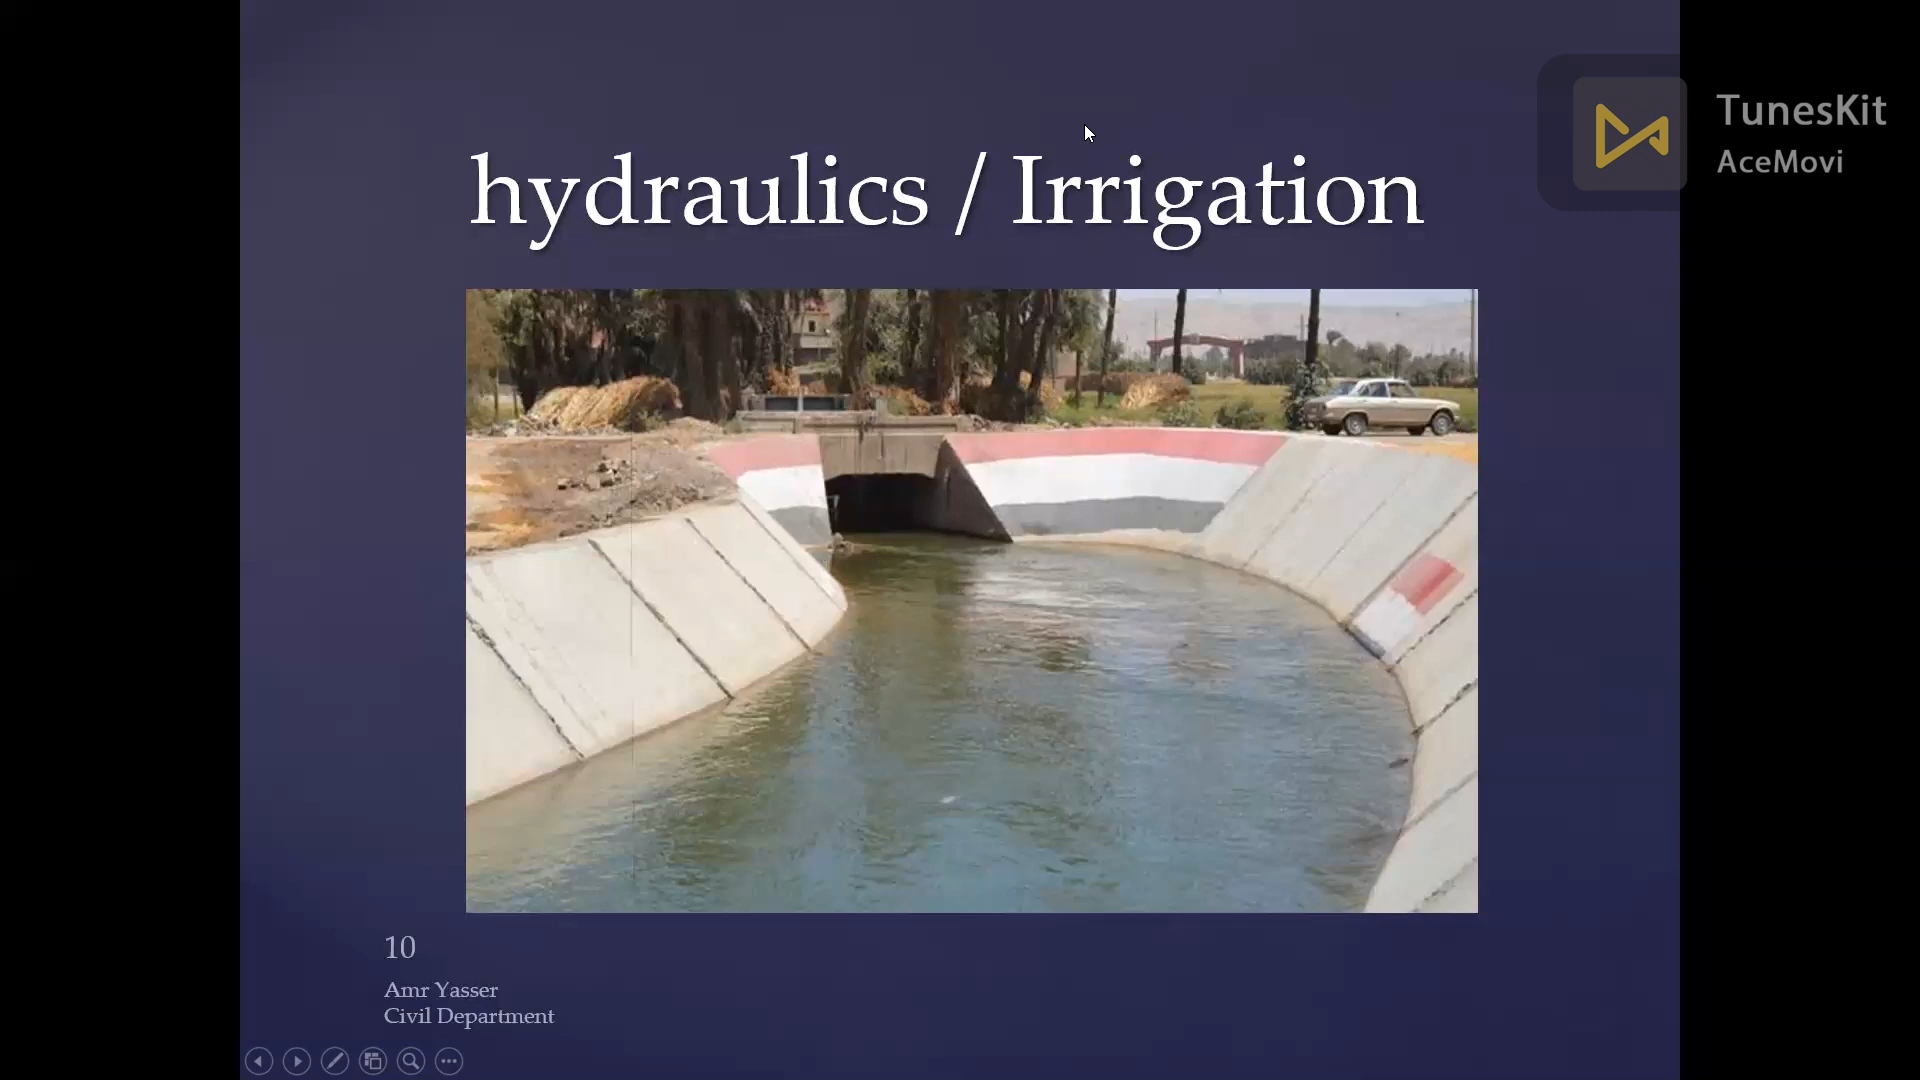 hydraulics / Irrigation
TunesKit
AceMovi
10
Amr Yasser
Civil Department